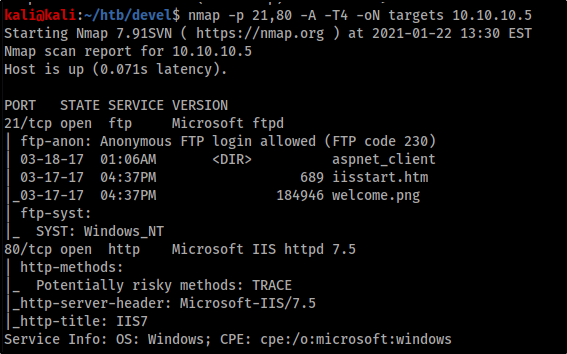 kali@kali:~/htb/devel$ nmap -p 21,80 -A -T4 -oN targets 10.10.10.5
Starting Nmap 7.91SVN ( https://nmap.org ) at 2021-01-22 13:30 EST
Nmap scan report for 10.10.10.5
Host is up (0.071s latency).

PORT   STATE SERVICE VERSION
21/tcp open  ftp     Microsoft ftpd
| ftp-anon: Anonymous FTP login allowed (FTP code 230)
| 03-18-17  01:06AM       <DIR>          aspnet_client
| 03-17-17  04:37PM                  689 iisstart.htm
|_03-17-17  04:37PM               184946 welcome.png
| ftp-syst:
|_  SYST: Windows_NT
80/tcp open  http    Microsoft IIS httpd 7.5
| http-methods:
|_  Potentially risky methods: TRACE
|_http-server-header: Microsoft-IIS/7.5
|_http-title: IIS7
Service Info: OS: Windows; CPE: cpe:/o:microsoft:windows